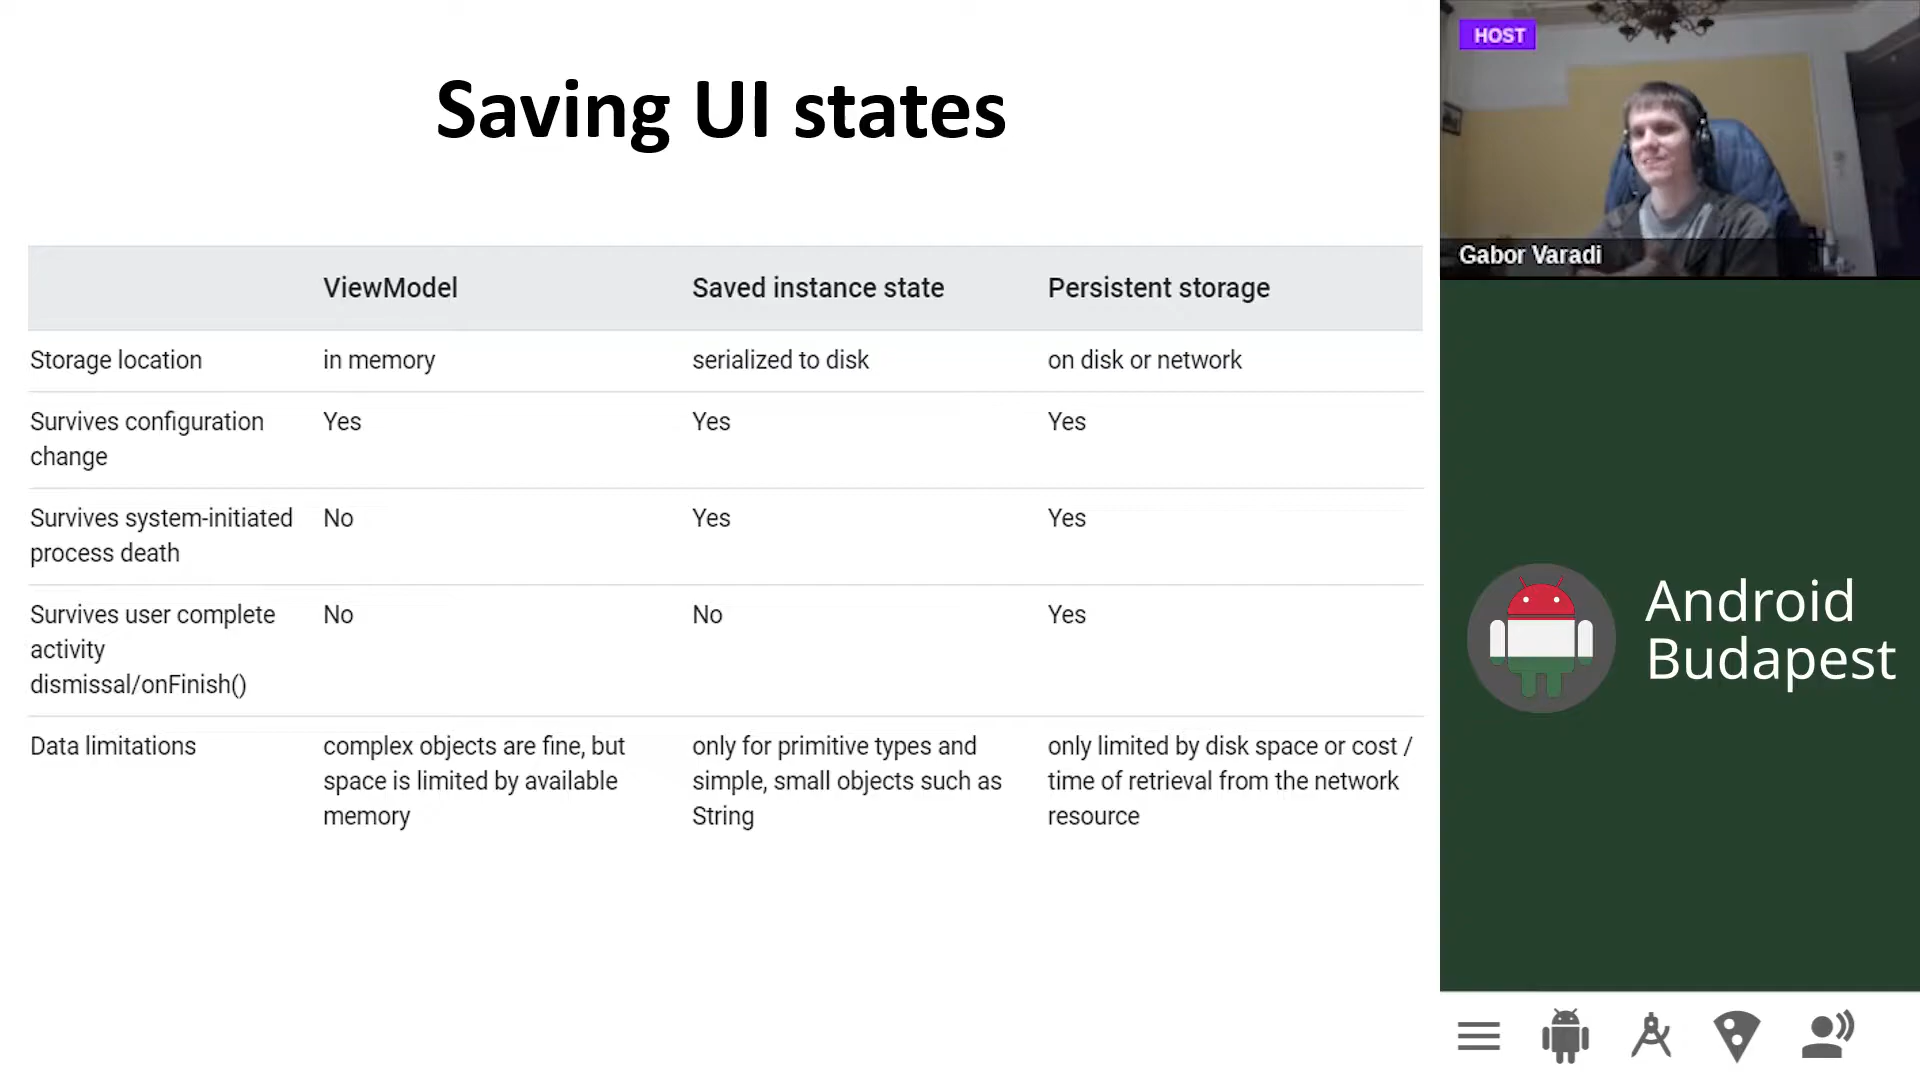 Saving UI states
ViewModel
Saved instance state
Persistent storage
Storage location
in memory
serialized to disk
on disk or network
Survives configuration
change
Yes
Yes
Yes
Survives system-initiated
process death
No
Yes
Yes
Survives user complete
activity
dismissal/onFinish()
No
No
Yes
Data limitations
complex objects are fine, but
space is limited by available
memory
only for primitive types and
simple, small objects such as
String
only limited by disk space or cost /
time of retrieval from the network
resource
HOST
Gabor Varadi
Android
Budapest